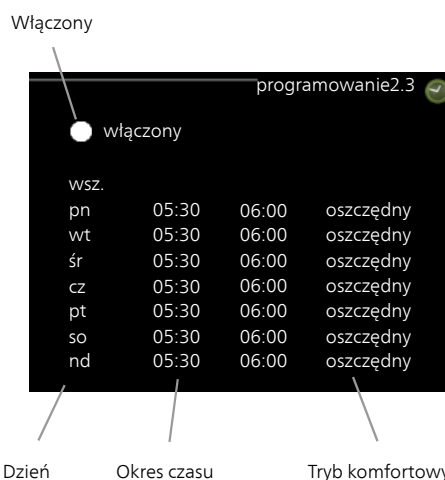 Włączony
programowanie2.3
włączony
wsz.
pn 05:30 06:00 oszczędny
wt 05:30 06:00 oszczędny
śr 05:30 06:00 oszczędny
cz 05:30 06:00 oszczędny
pt 05:30 06:00 oszczędny
so 05:30 06:00 oszczędny
nd 05:30 06:00 oszczędny
Dzień Okres czasu Tryb komfortowy